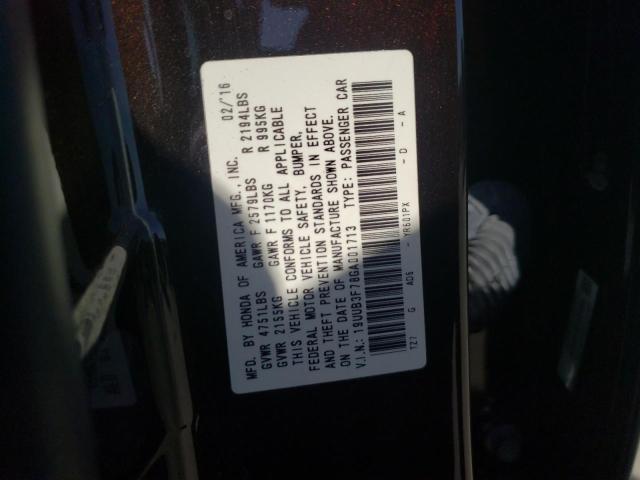 MFD. BY HONDA OF AMERICA MFG., INC. 02/'16
GVWR 4751LBS GAWR F 2579LBS R 2194LBS
GVWR 2155KG GAWR F 1170KG R 995KG
THIS VEHICLE CONFORMS TO ALL APPLICABLE
FEDERAL MOTOR VEHICLE SAFETY, BUMPER,
AND THEFT PREVENTION STANDARDS IN EFFECT
ON THE DATE OF MANUFACTURE SHOWN ABOVE.
V.I.N.: 19UUB3F78GA001713 TYPE: PASSENGER CAR
YR601PX
TZ7 G AD5 - D - A